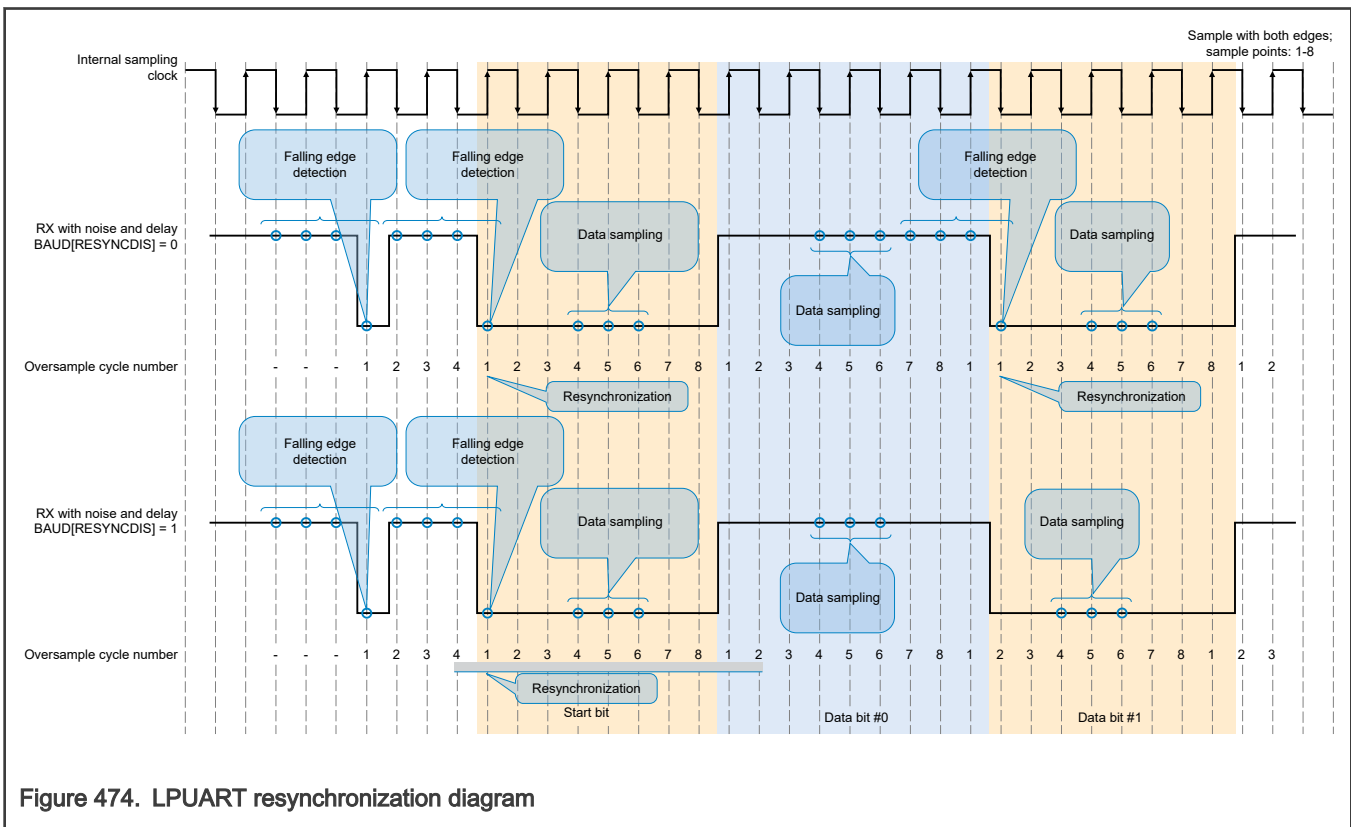 Sample with both edges;
sample points: 1-8
Internal sampling
clock
Falling edge
detection
Falling edge
detection
Falling edge
detection
RX with noise and delay
BAUD[RESYNCDIS] = 0
Data sampling
Data sampling
Data sampling
Oversample cycle number
- - - 1 2 3 4 1 2 3 4 5 6 7 8 1 2 3 4 5 6 7 8 1 1 2 3 4 5 6 7 8 1 2
Resynchronization
Resynchronization
Falling edge
detection
Falling edge
detection
RX with noise and delay
BAUD[RESYNCDIS] = 1
Data sampling
Data sampling
Data sampling
Oversample cycle number
- - - 1 2 3 4 1 2 3 4 5 6 7 8 1 2 3 4 5 6 7 8 1 2 3 4 5 6 7 8 1 2 3
Resynchronization
Start bit
Data bit #0
Data bit #1
Figure 474. LPUART resynchronization diagram